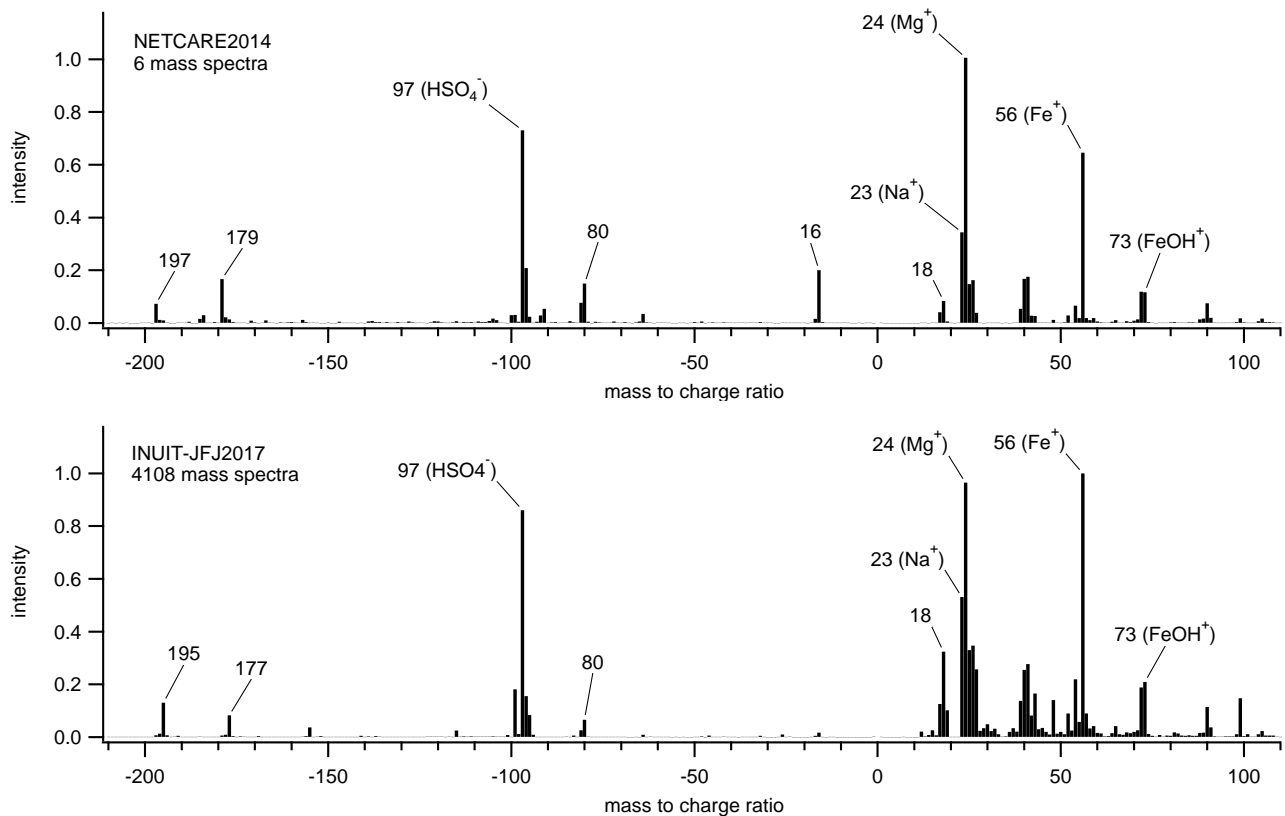 24 (Mg+)
NETCARE2014
6 mass spectra
1.0
97 (HSO4-)
0.8
56 (Fe+)
intensity
0.6
23 (Na+)
0.4
179
80
16
73 (FeOH+)
197
18
0.2
0.0
-200 -150 -100 -50 0 50 100
mass to charge ratio
INUIT-JFJ2017
4108 mass spectra
24 (Mg+) 56 (Fe+)
1.0
97 (HSO4-)
0.8
23 (Na+)
intensity
0.6
18
0.4
195
177
80
73 (FeOH+)
0.2
0.0
-200 -150 -100 -50 0 50 100
mass to charge ratio